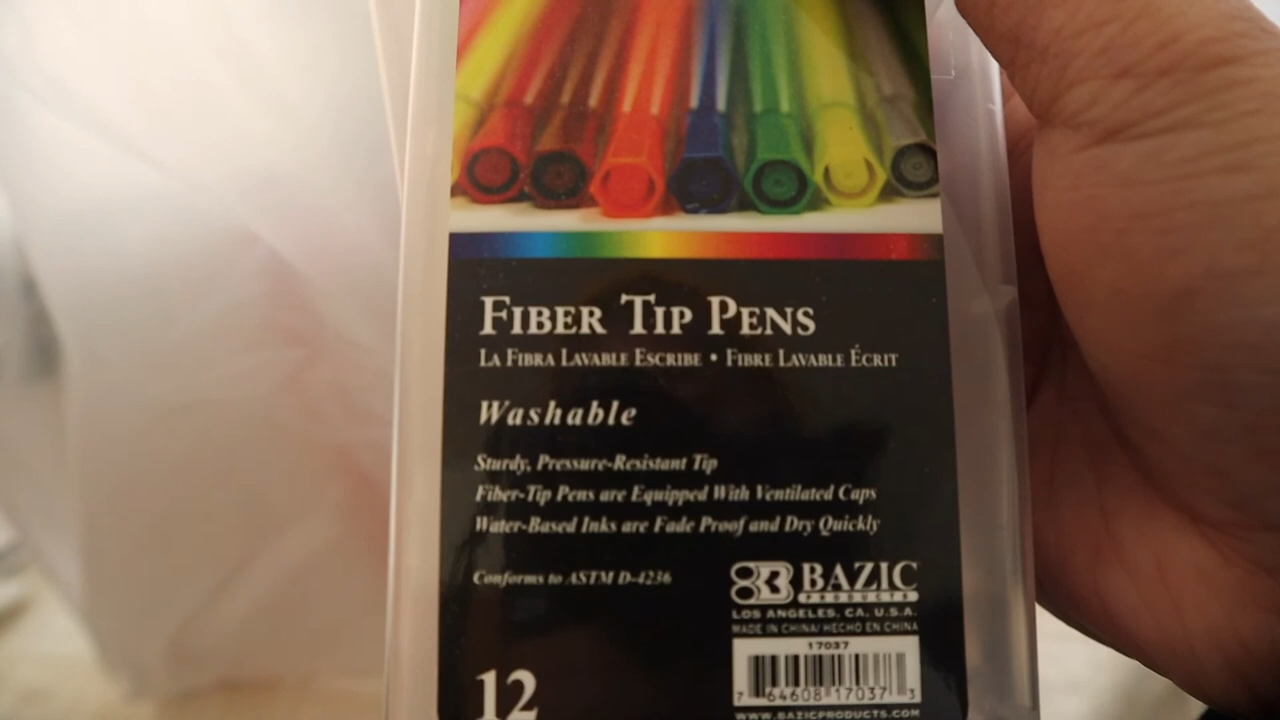 FIBER TIP PENS
LA FIBRA LAVABLE ESCRIBE • FIBRE LAVABLE ÉCRIT
Washable
Sturdy, Pressure-Resistant Tip
Fiber-Tip Pens are Equipped With Ventilated Caps
Water-Based Inks are Fade Proof and Dry Quickly
Conforms to ASTM D-4236
BAZIC
PRODUCTS
LOS ANGELES, CA. U.S.A.
MADE IN CHINA/ HECHO EN CHINA
17037
7 64608 17037 3
WWW.BAZICPRODUCTS.COM
12